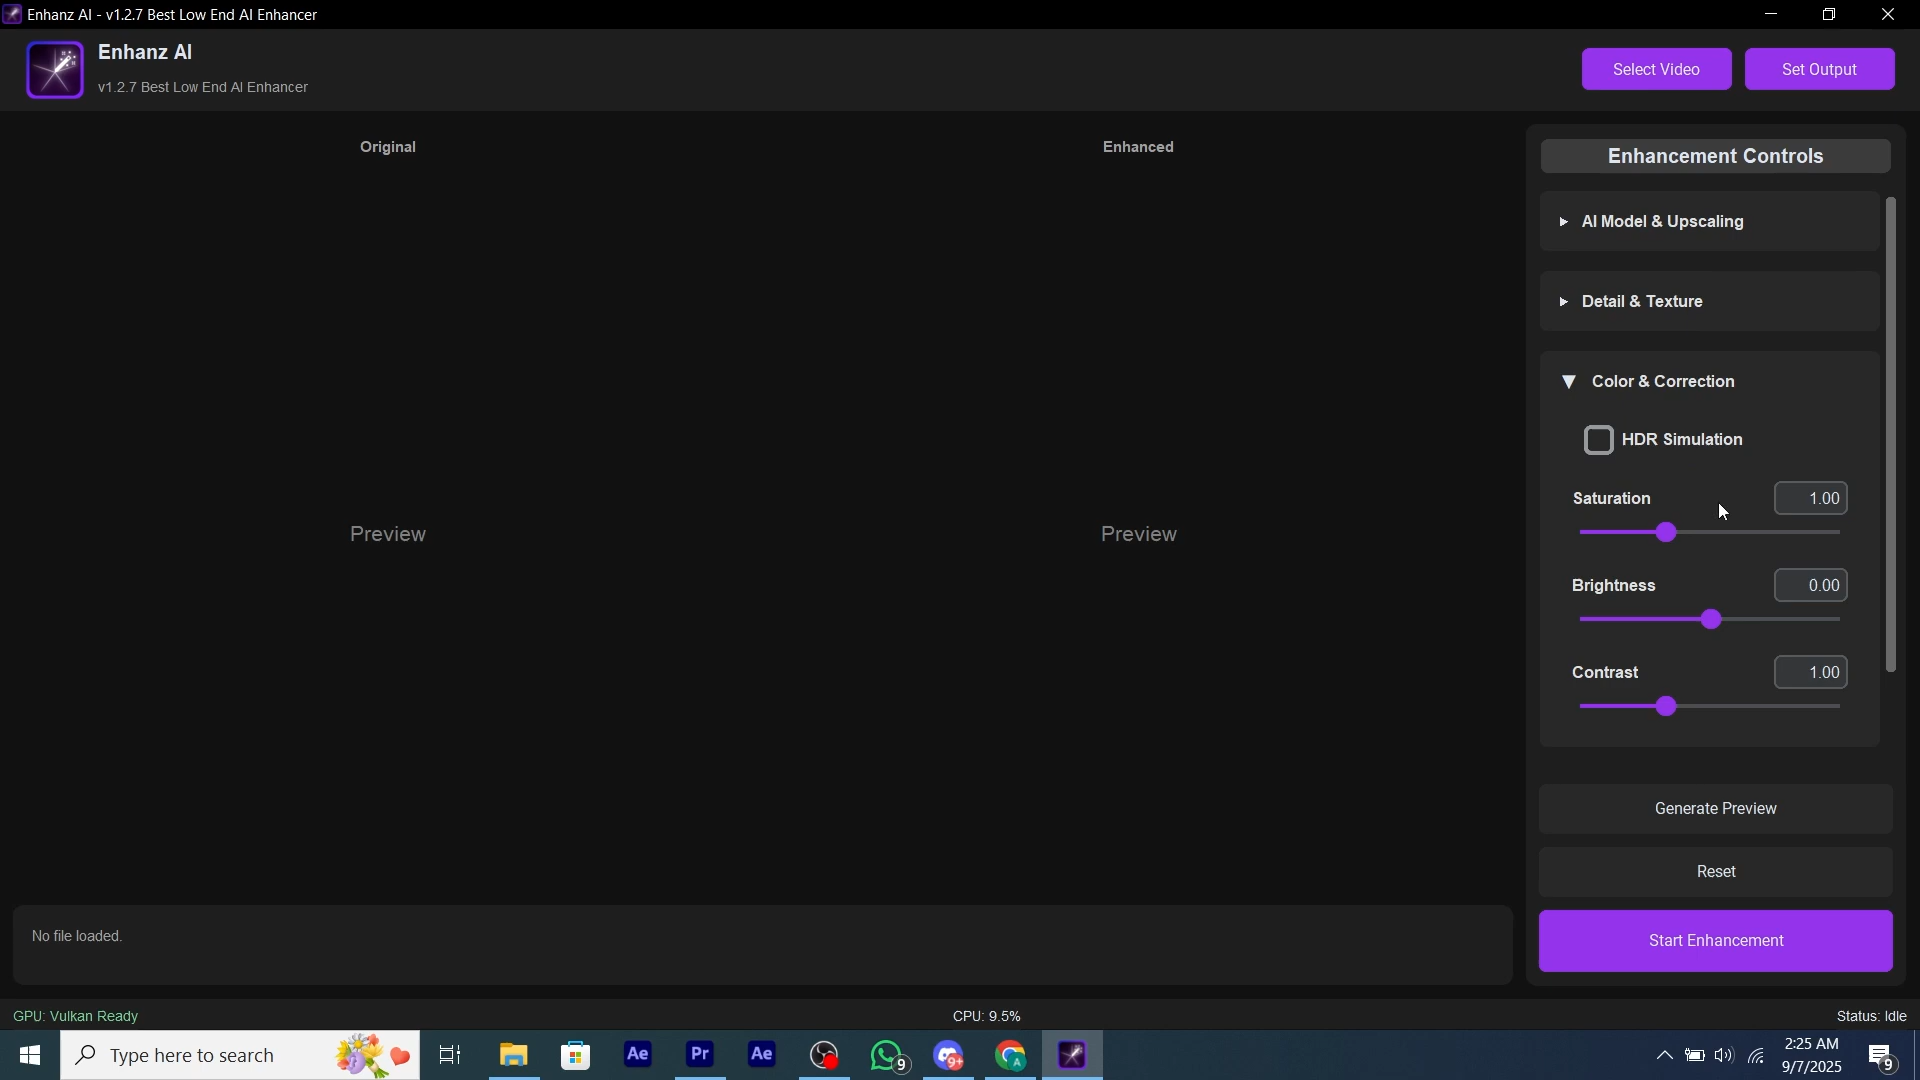 Enhanz AI - v1.2.7 Best Low End AI Enhancer
Enhanz AI
v1.2.7 Best Low End AI Enhancer
Select Video
Set Output
Original
Enhanced
Enhancement Controls
AI Model & Upscaling
Detail & Texture
Color & Correction
HDR Simulation
Saturation
1.00
Preview
Preview
Brightness
0.00
Contrast
1.00
Generate Preview
Reset
No file loaded.
Start Enhancement
GPU: Vulkan Ready
CPU: 9.5%
Status: Idle
Type here to search
Ae
Pr
Ae
9
9+
A
2:25 AM
9/7/2025
9